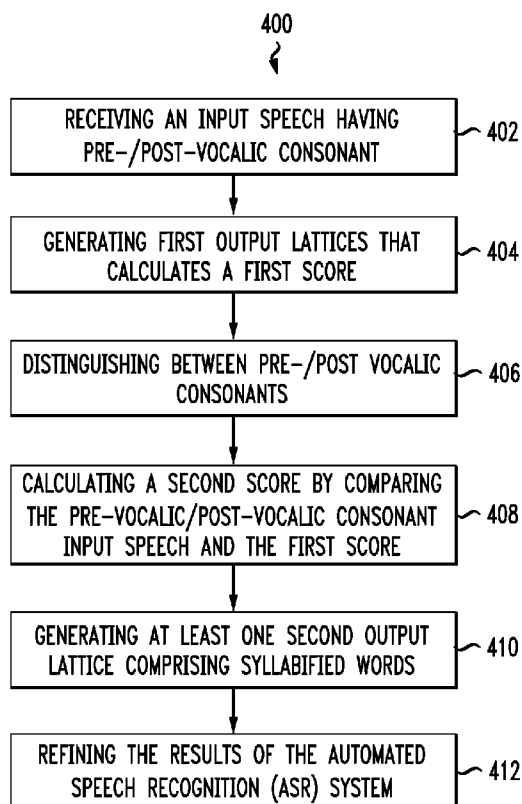 400
RECEIVING AN INPUT SPEECH HAVING
PRE-/POST-VOCALIC CONSONANT
402
GENERATING FIRST OUTPUT LATTICES THAT
CALCULATES A FIRST SCORE
404
DISTINGUISHING BETWEEN PRE-/POST VOCALIC
CONSONANTS
406
CALCULATING A SECOND SCORE BY COMPARING
THE PRE-VOCALIC/POST-VOCALIC CONSONANT
INPUT SPEECH AND THE FIRST SCORE
408
GENERATING AT LEAST ONE SECOND OUTPUT
LATTICE COMPRISING SYLLABIFIED WORDS
410
REFINING THE RESULTS OF THE AUTOMATED
SPEECH RECOGNITION (ASR) SYSTEM
412